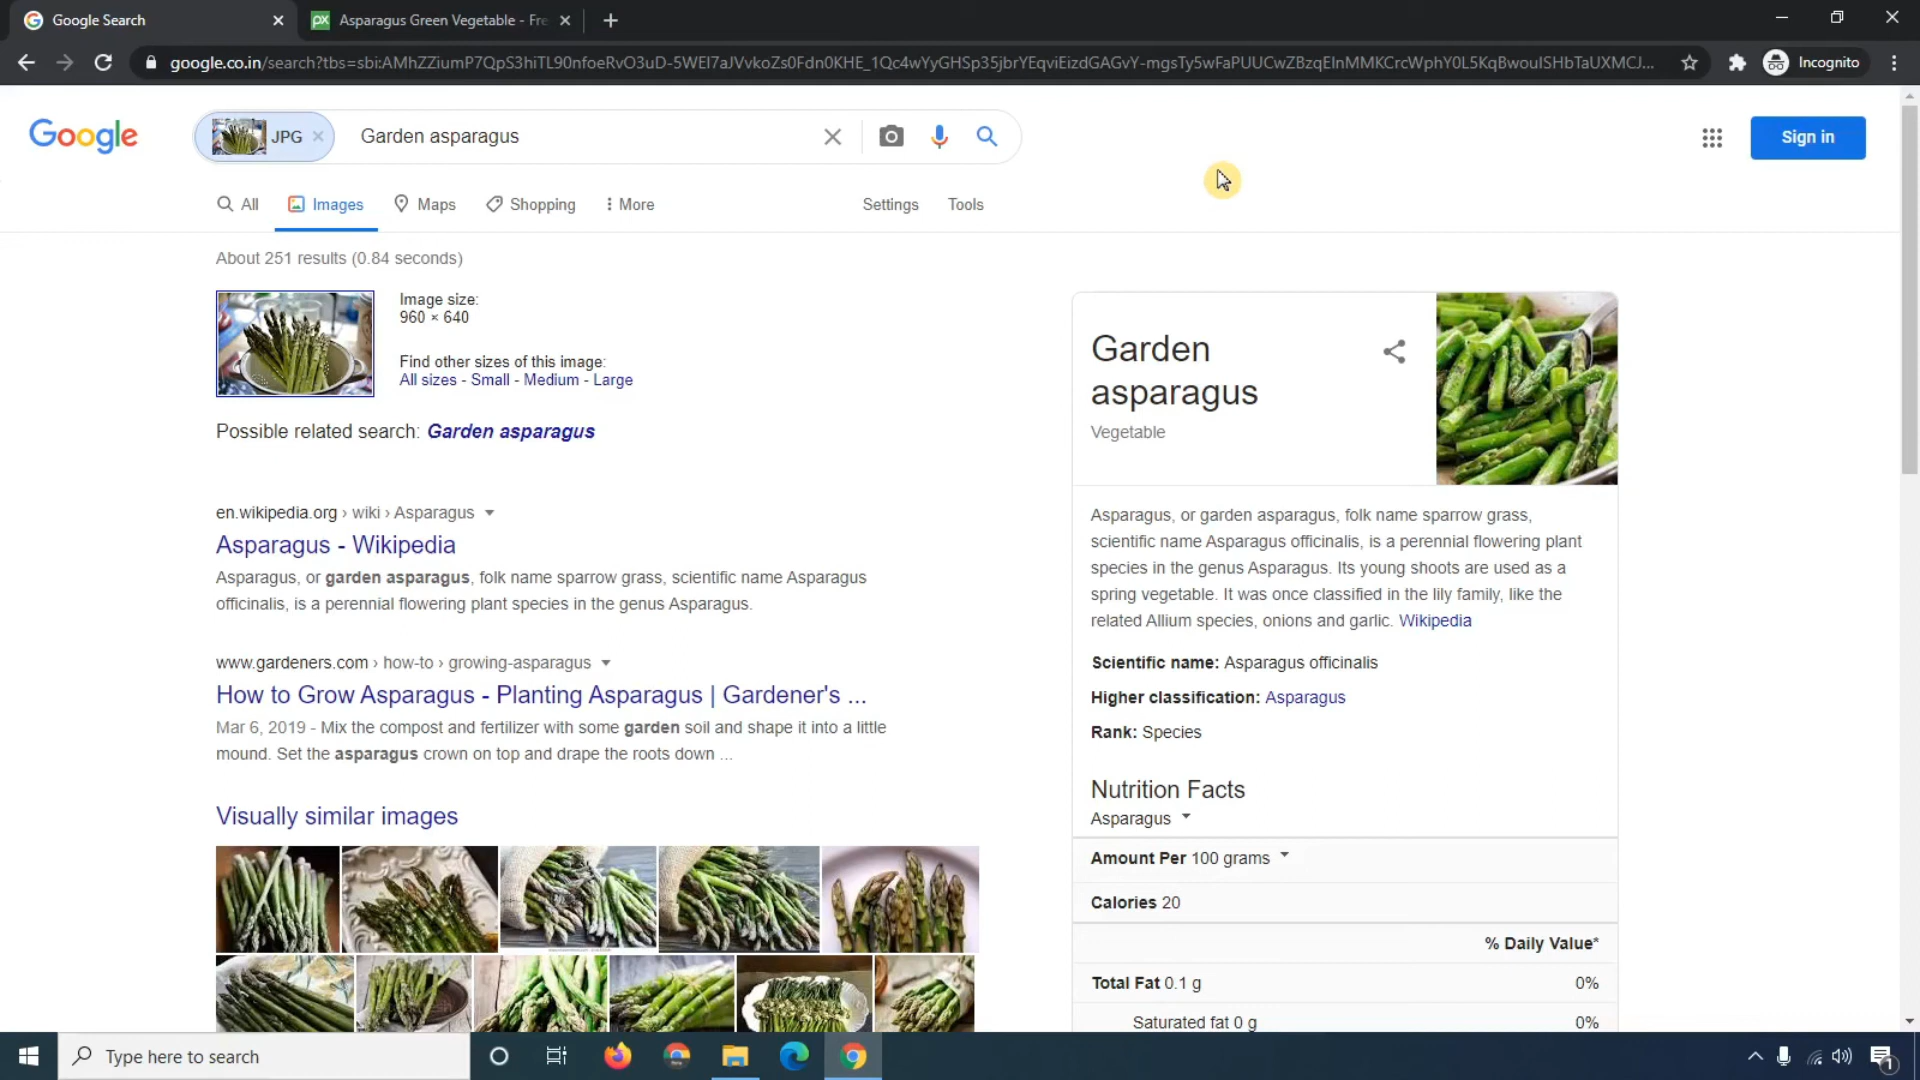 Google Search
Asparagus Green Vegetable - Fre
google.co.in/search?tbs=sbi:AMhZZiumP7QpS3hiTL90nfoeRvO3uD-5WEl7aJVvkoZs0Fdn0KHE_1Qc4wYyGHSp35jbrYEqviEizdGAGvY-mgsTy5wFaPUUCwZBzqEInMMKCrcWphY0L5KqBwoulSHbTaUXMCJ...
Incognito
Google
JPG
Garden asparagus
Sign in
All
Images
Maps
Shopping
More
Settings
Tools
About 251 results (0.84 seconds)
Image size:
960 × 640
Find other sizes of this image:
All sizes - Small - Medium - Large
Possible related search: Garden asparagus
en.wikipedia.org › wiki › Asparagus
Asparagus - Wikipedia
Asparagus, or garden asparagus, folk name sparrow grass, scientific name Asparagus
officinalis, is a perennial flowering plant species in the genus Asparagus.
www.gardeners.com › how-to › growing-asparagus
How to Grow Asparagus - Planting Asparagus | Gardener's ...
Mar 6, 2019 - Mix the compost and fertilizer with some garden soil and shape it into a little
mound. Set the asparagus crown on top and drape the roots down ...
Visually similar images
Garden
asparagus
Vegetable
Asparagus, or garden asparagus, folk name sparrow grass,
scientific name Asparagus officinalis, is a perennial flowering plant
species in the genus Asparagus. Its young shoots are used as a
spring vegetable. It was once classified in the lily family, like the
related Allium species, onions and garlic. Wikipedia
Scientific name: Asparagus officinalis
Higher classification: Asparagus
Rank: Species
Nutrition Facts
Asparagus
Amount Per 100 grams
Calories 20
% Daily Value*
Total Fat 0.1 g 0%
Saturated fat 0 g 0%
Type here to search
1